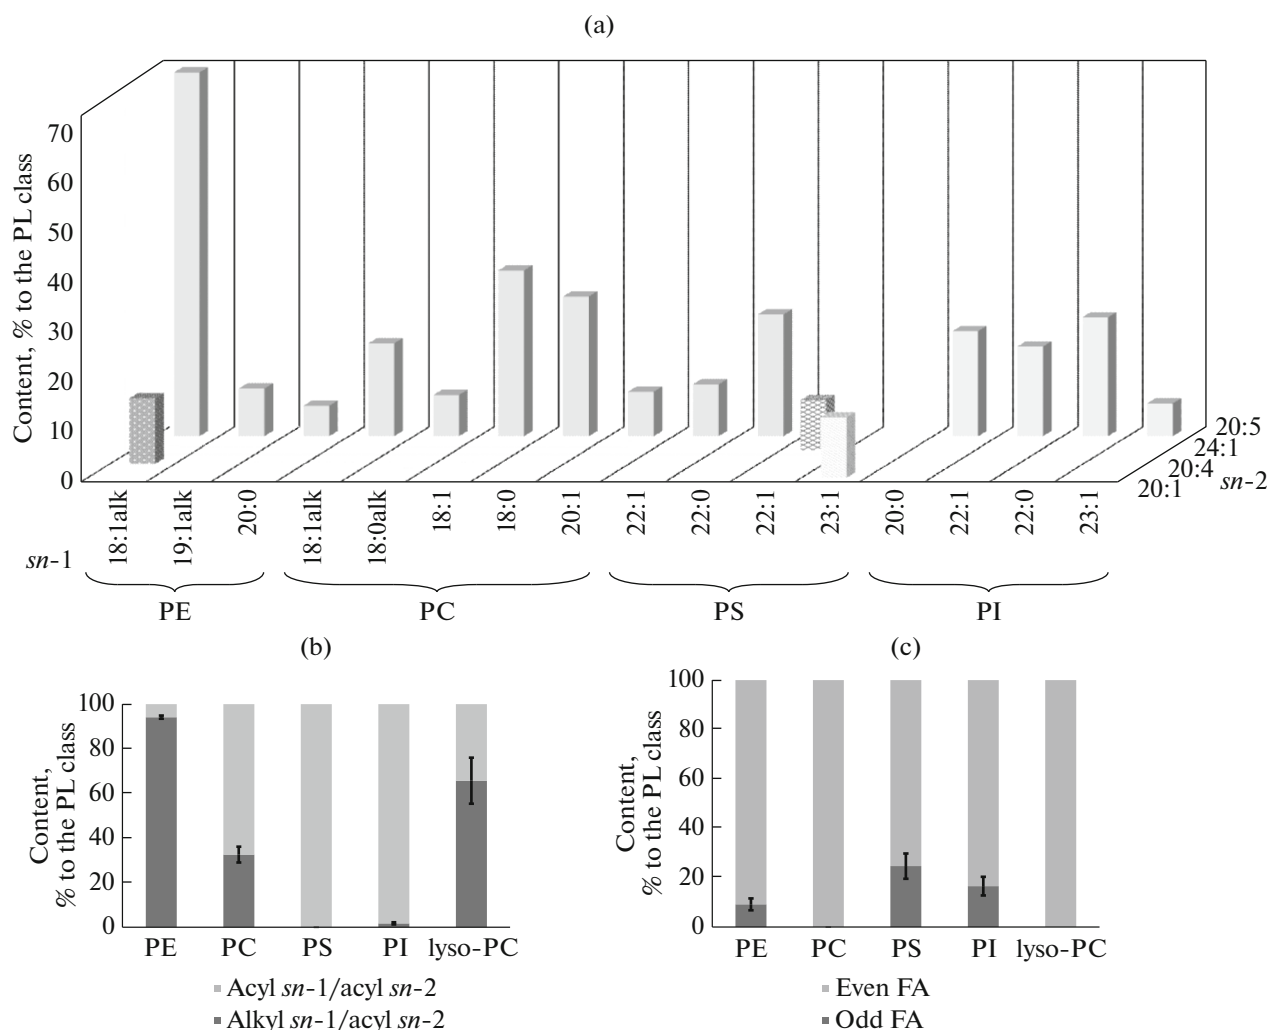 (a)
Content, % to the PL class
70
60
50
40
30
20
10
0
20:5
24:1
20:4
20:1
sn-2
18:1alk
19:1alk
20:0
18:1alk
18:0alk
18:1
18:0
20:1
22:1
22:0
22:1
23:1
20:0
22:1
22:0
23:1
sn-1
PE
PC
PS
PI
(b)
Content,
% to the PL class
100
80
60
40
20
0
PE
PC
PS
PI
lyso-PC
Acyl sn-1/acyl sn-2
Alkyl sn-1/acyl sn-2
(c)
Content,
% to the PL class
100
80
60
40
20
0
PE
PC
PS
PI
lyso-PC
Even FA
Odd FA